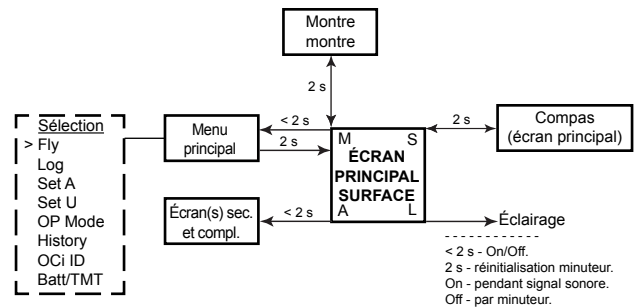 Montre
montre
2 s
Sélection
> Fly
Log
Set A
Set U
OP Mode
History
OCi ID
Batt/TMT
Menu
principal
< 2 s
2 s
M S
ÉCRAN
PRINCIPAL
SURFACE
A L
2 s
Compas
(écran principal)
Écran(s) sec.
et compl.
< 2 s
Éclairage
- - - - - - - - - - - -
< 2 s - On/Off.
2 s - réinitialisation minuteur.
On - pendant signal sonore.
Off - par minuteur.